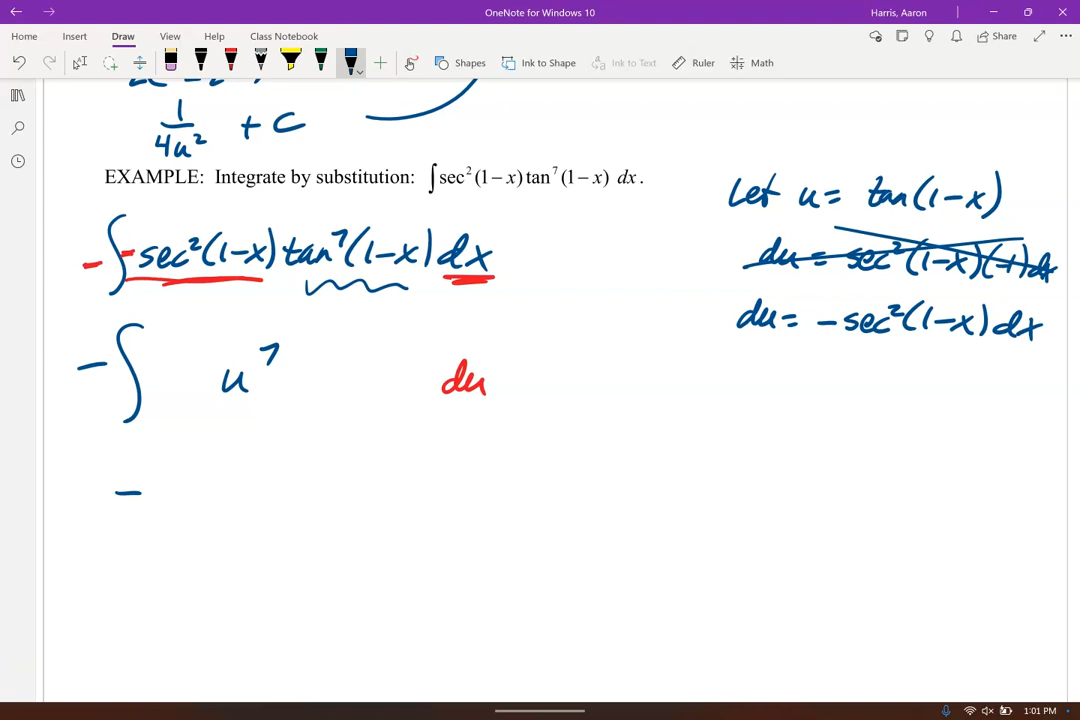 OneNote for Windows 10
Harris, Aaron
Home Insert Draw View Help Class Notebook
Share
Shapes Ink to Shape Ink to Text Ruler Math
1/4u² + C
EXAMPLE: Integrate by substitution: ∫sec²(1−x)tan⁷(1−x) dx.
Let u = tan(1−x)
-∫-sec²(1-x)tan⁷(1-x)dx
du = sec²(1-x)(-1)dx
du = -sec²(1-x)dx
-∫ u⁷ du
-
1:01 PM